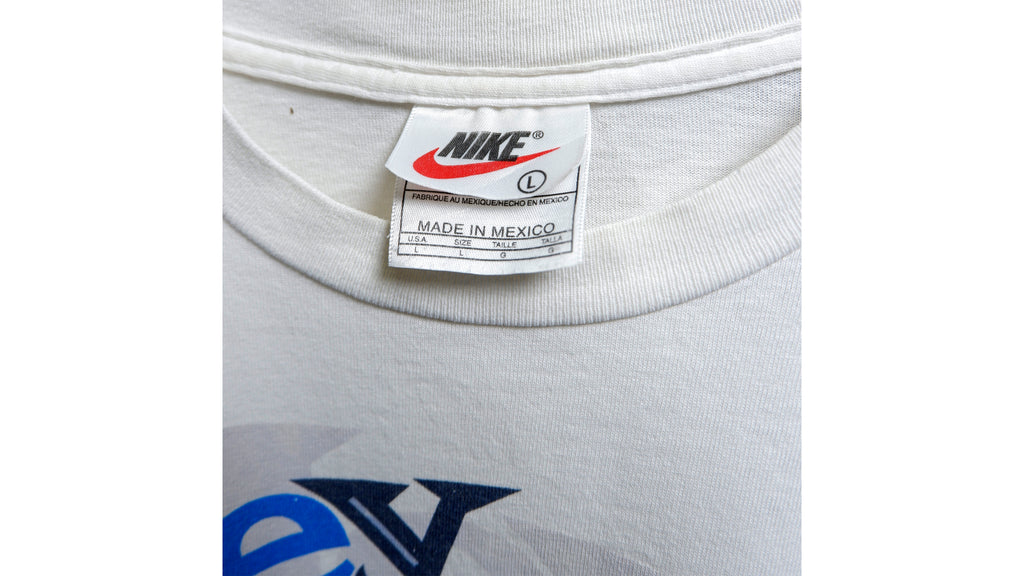 NIKE®
L
FABRIQUE AU MEXIQUE/HECHO EN MEXICO
MADE IN MEXICO
U.S.A. SIZE TAILLE TALLA
L L G G
e